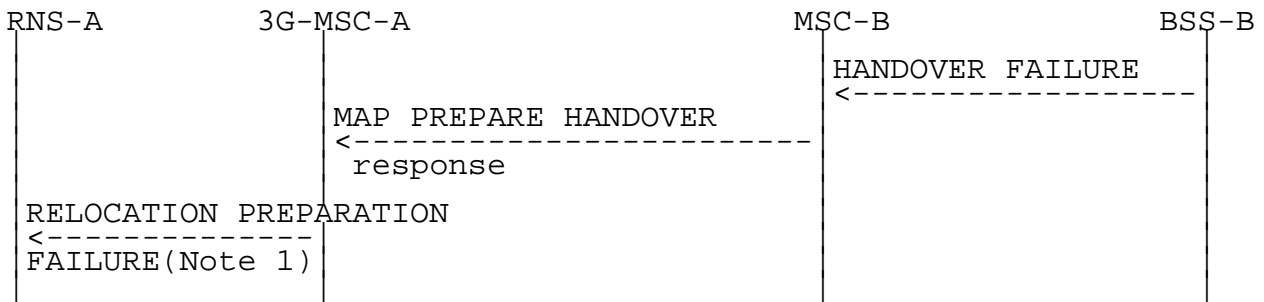 RNS-A 3G-MSC-A MSC-B BSS-B
HANDOVER FAILURE
MAP PREPARE HANDOVER
response
RELOCATION PREPARATION
FAILURE(Note 1)